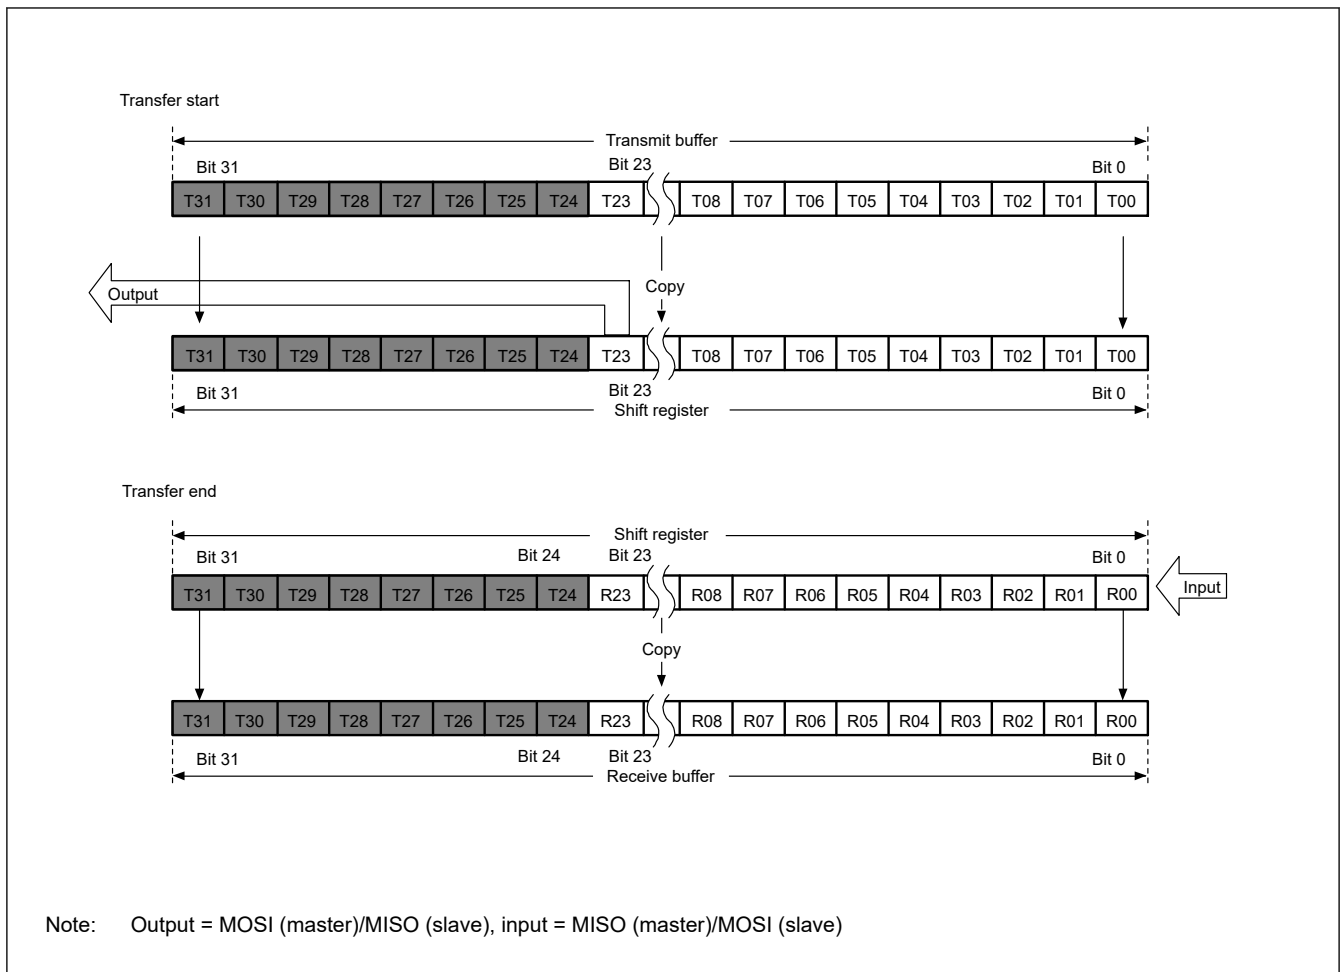 Transfer start
Transmit buffer
Bit 31 Bit 23 Bit 0
T31 T30 T29 T28 T27 T26 T25 T24 T23 T08 T07 T06 T05 T04 T03 T02 T01 T00
Output Copy
T31 T30 T29 T28 T27 T26 T25 T24 T23 T08 T07 T06 T05 T04 T03 T02 T01 T00
Bit 31 Bit 23 Bit 0
Shift register
Transfer end
Shift register
Bit 31 Bit 24 Bit 23 Bit 0
T31 T30 T29 T28 T27 T26 T25 T24 R23 R08 R07 R06 R05 R04 R03 R02 R01 R00 Input
Copy
T31 T30 T29 T28 T27 T26 T25 T24 R23 R08 R07 R06 R05 R04 R03 R02 R01 R00
Bit 31 Bit 24 Bit 23 Bit 0
Receive buffer
Note: Output = MOSI (master)/MISO (slave), input = MISO (master)/MOSI (slave)